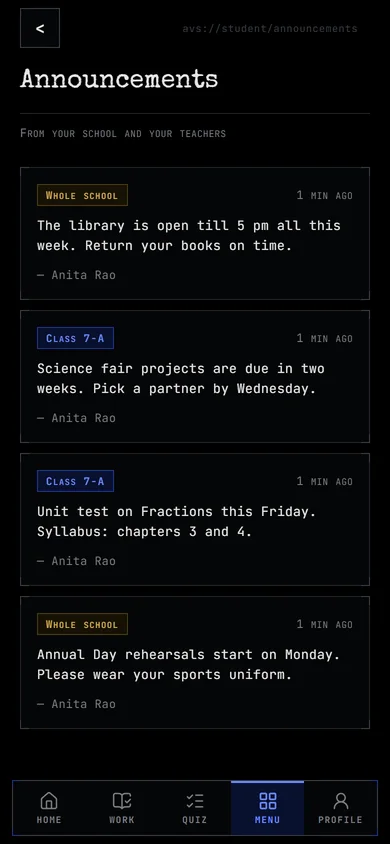 <
avs://student/announcements
Announcements
From your school and your teachers
Whole school
1 min ago
The library is open till 5 pm all this
week. Return your books on time.
— Anita Rao
Class 7-A
1 min ago
Science fair projects are due in two
weeks. Pick a partner by Wednesday.
— Anita Rao
Class 7-A
1 min ago
Unit test on Fractions this Friday.
Syllabus: chapters 3 and 4.
— Anita Rao
Whole school
1 min ago
Annual Day rehearsals start on Monday.
Please wear your sports uniform.
— Anita Rao
HOME
WORK
QUIZ
MENU
PROFILE